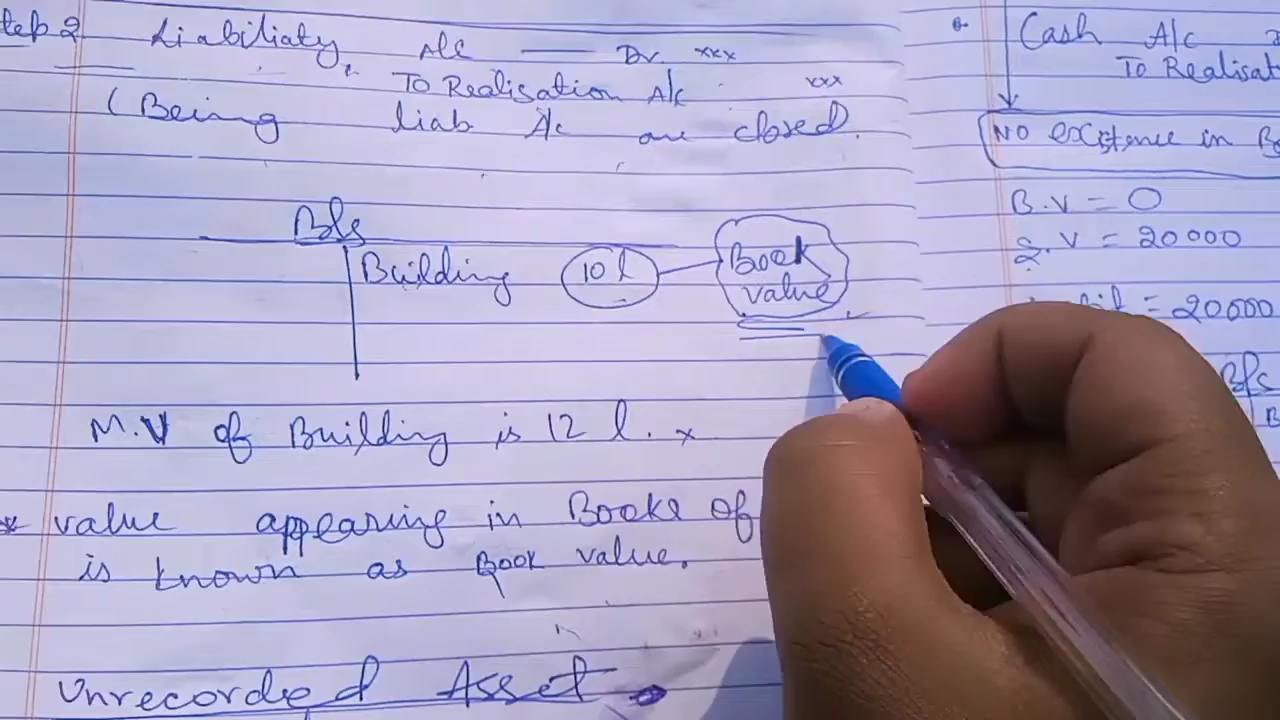 tep 2 Liabiliaty A/c —— Dr. xxx
To Realisation A/c xxx
(Being liab A/c are closed.
B/s
Building 10 l Book
value
M.V of Building is 12 l. x
* value appearing in Books of
is known as Book value.
Unrecorded Asset
Cash A/c
To Realisat
NO existence in B
B.V = 0
S.V = 20000
= 20000
B/s
B